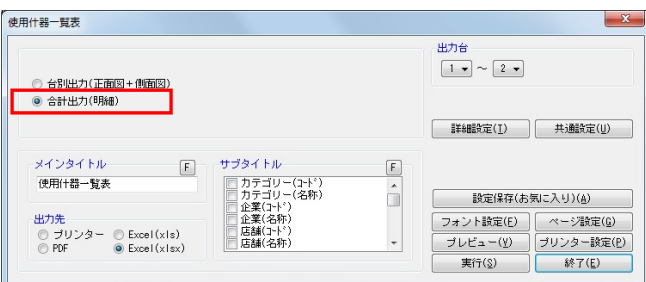 使用什器一覧表
出力台
1 ～ 2
台別出力(正面図+側面図)
合計出力(明細)
詳細設定(I) 共通設定(U)
メインタイトル F サブタイトル F
使用什器一覧表
カテゴリー(ｺｰﾄﾞ)
カテゴリー(名称)
企業(ｺｰﾄﾞ)
企業(名称)
店舗(ｺｰﾄﾞ)
店舗(名称)
出力先
プリンター Excel(xls)
PDF Excel(xlsx)
設定保存(お気に入り)(A)
フォント設定(F) ページ設定(G)
プレビュー(V) プリンター設定(P)
実行(S) 終了(E)